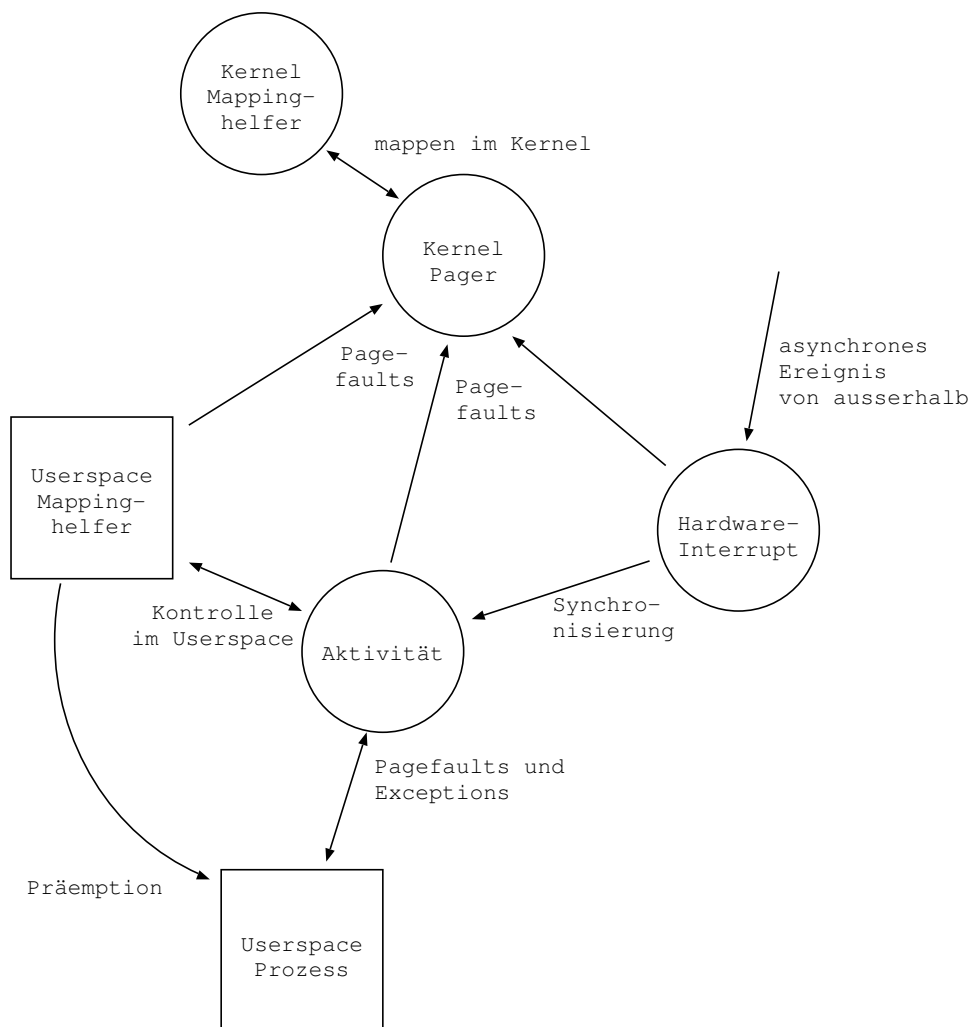 Kernel
Mapping-
helfer
mappen im Kernel
Kernel
Pager
Page-
faults
Page-
faults
asynchrones
Ereignis
von ausserhalb
Userspace
Mapping-
helfer
Hardware-
Interrupt
Kontrolle
im Userspace
Synchro-
nisierung
Aktivität
Pagefaults und
Exceptions
Präemption
Userspace
Prozess